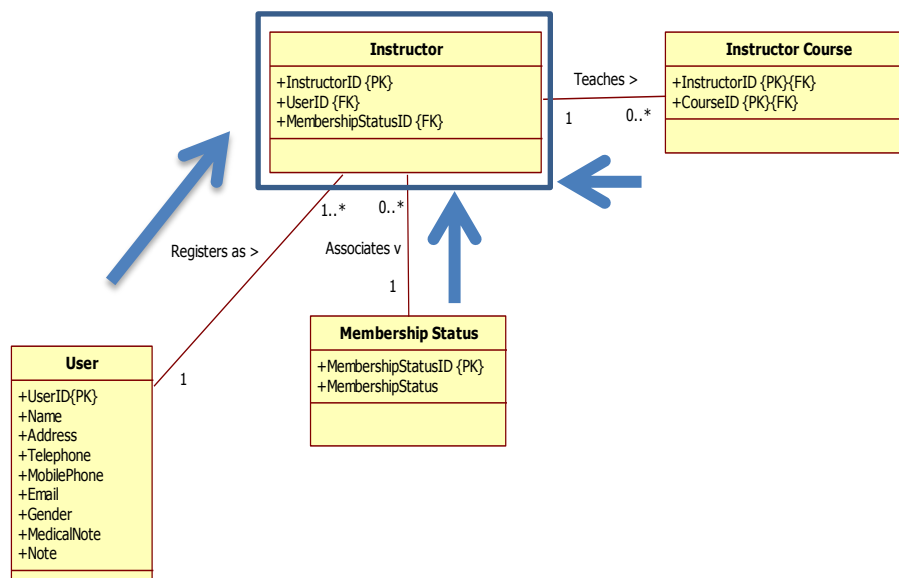 Instructor
+InstructorID {PK}
+UserID {FK}
+MembershipStatusID {FK}
Teaches >
1
0..*
Instructor Course
+InstructorID {PK}{FK}
+CourseID {PK}{FK}
1..*
0..*
Registers as >
Associates v
1
1
Membership Status
+MembershipStatusID {PK}
+MembershipStatus
User
+UserID{PK}
+Name
+Address
+Telephone
+MobilePhone
+Email
+Gender
+MedicalNote
+Note